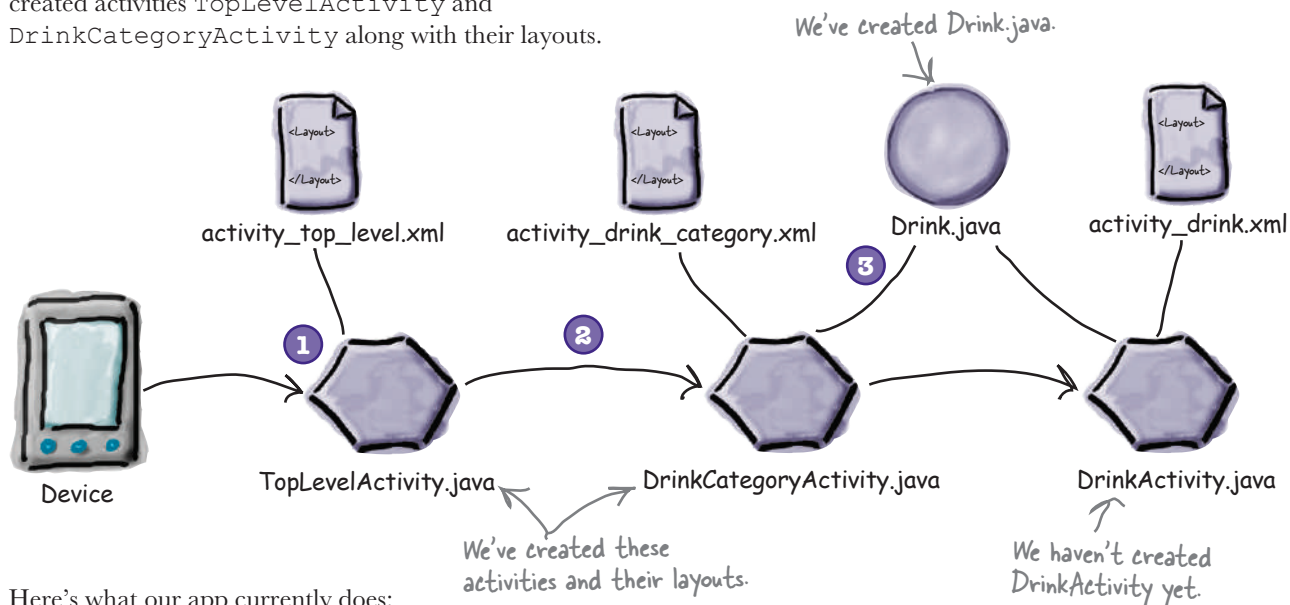 created activities TopLevelActivity and
DrinkCategoryActivity along with their layouts.
We've created Drink.java.
<Layout>
</Layout>
<Layout>
</Layout>
<Layout>
</Layout>
activity_top_level.xml
activity_drink_category.xml
Drink.java
activity_drink.xml
1
2
3
Device
TopLevelActivity.java
DrinkCategoryActivity.java
DrinkActivity.java
We've created these
activities and their layouts.
We haven't created
DrinkActivity yet.
Here's what our app currently does: